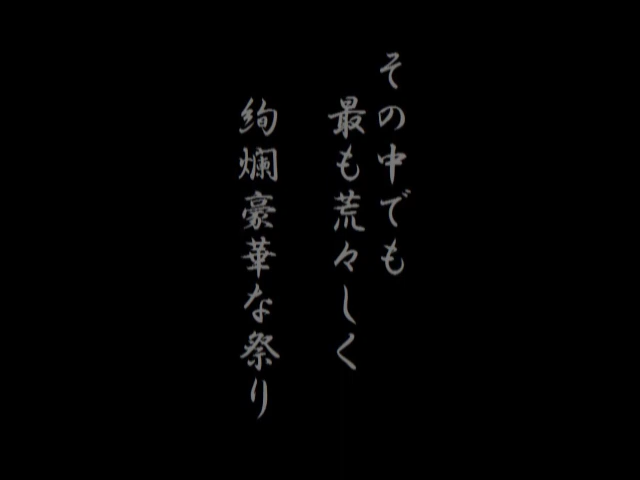 その中でも
最も荒々しく
絢爛豪華な祭り